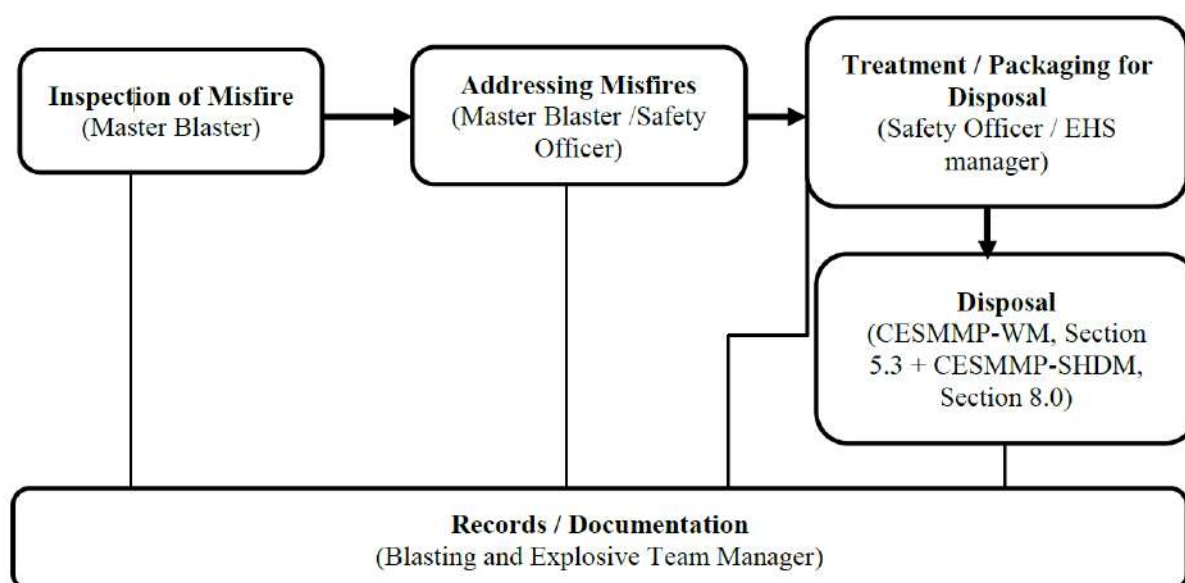 Inspection of Misfire
(Master Blaster)
Addressing Misfires
(Master Blaster /Safety
Officer)
Treatment / Packaging for
Disposal
(Safety Officer / EHS
manager)
Disposal
(CESMMP-WM, Section
5.3 + CESMMP-SHDM,
Section 8.0)
Records / Documentation
(Blasting and Explosive Team Manager)